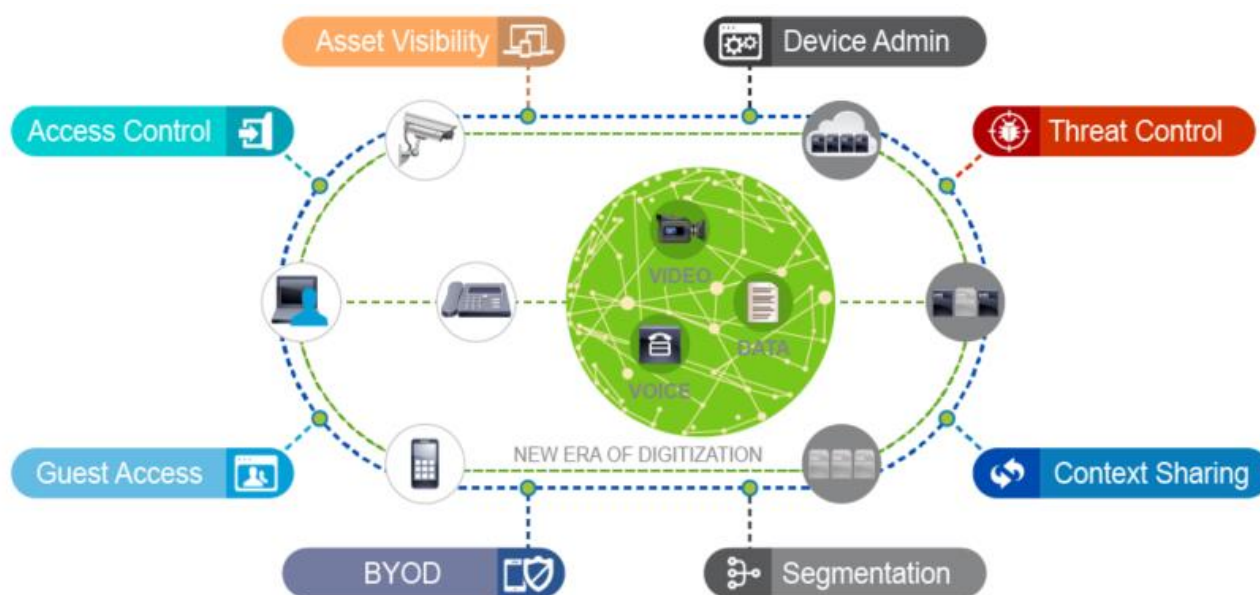 Asset Visibility
Device Admin
Access Control
Threat Control
VIDEO
DATA
VOICE
NEW ERA OF DIGITIZATION
Guest Access
Context Sharing
BYOD
Segmentation